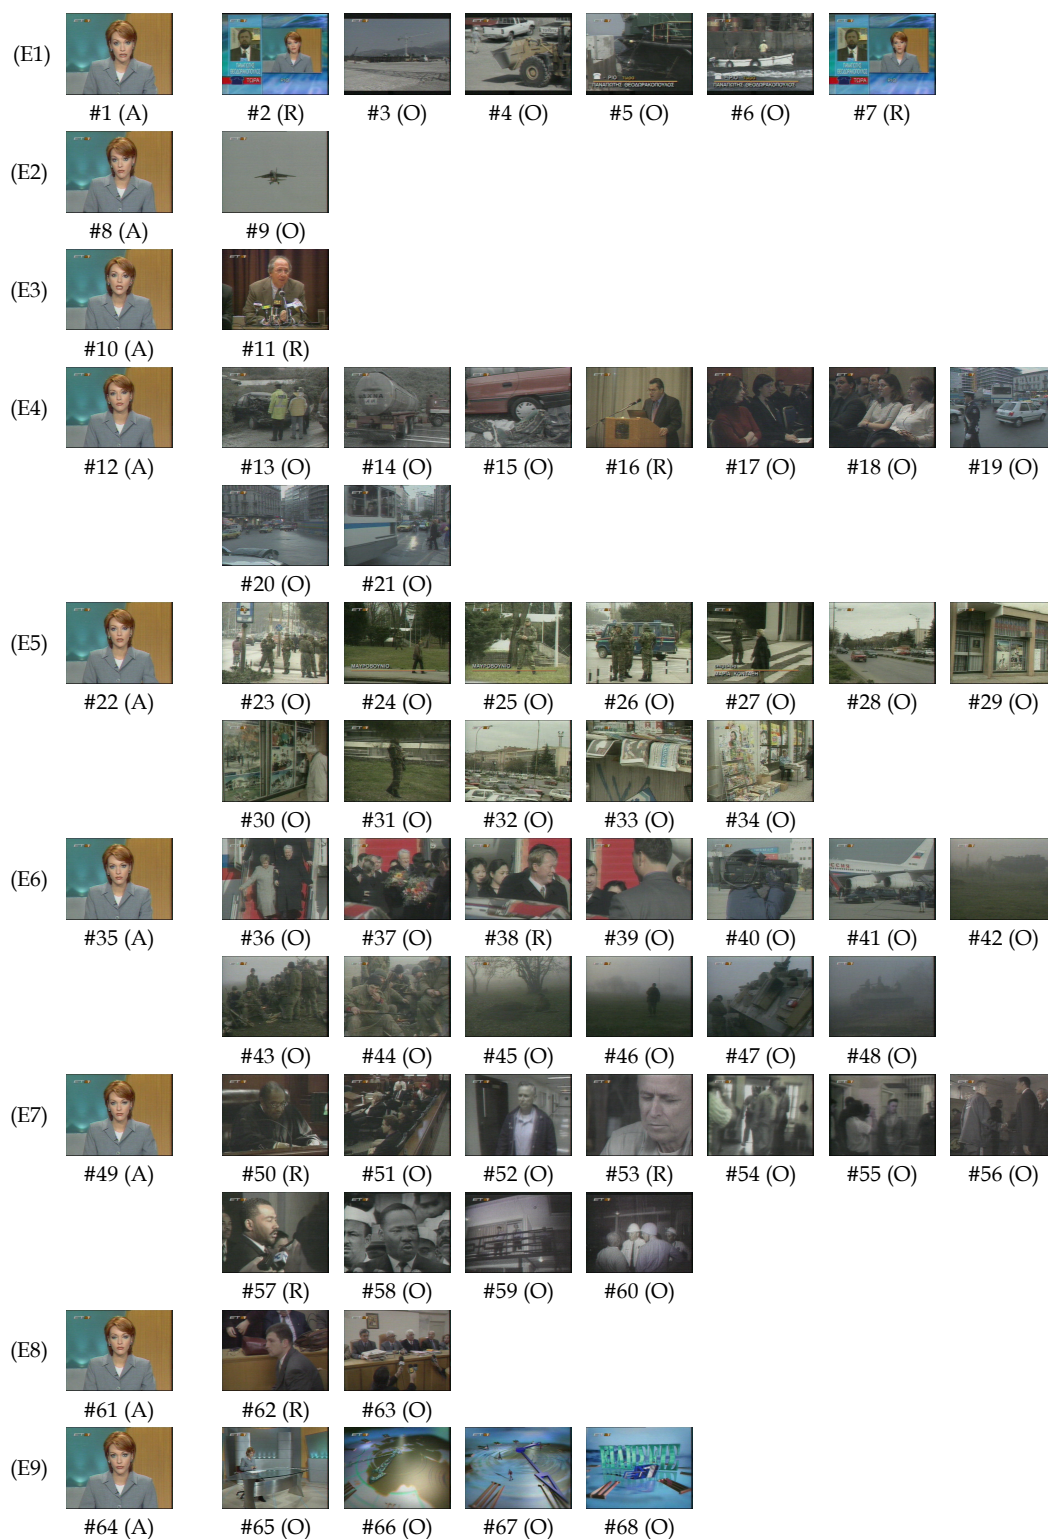 (E1)
#1 (A) #2 (R) #3 (O) #4 (O) #5 (O) #6 (O) #7 (R)
(E2)
#8 (A) #9 (O)
(E3)
#10 (A) #11 (R)
(E4)
#12 (A) #13 (O) #14 (O) #15 (O) #16 (R) #17 (O) #18 (O) #19 (O)
#20 (O) #21 (O)
(E5)
ΜΑΥΡΟΒΟΥΝΙΟ ΜΑΥΡΟΒΟΥΝΙΟ
#22 (A) #23 (O) #24 (O) #25 (O) #26 (O) #27 (O) #28 (O) #29 (O)
#30 (O) #31 (O) #32 (O) #33 (O) #34 (O)
(E6)
#35 (A) #36 (O) #37 (O) #38 (R) #39 (O) #40 (O) #41 (O) #42 (O)
#43 (O) #44 (O) #45 (O) #46 (O) #47 (O) #48 (O)
(E7)
#49 (A) #50 (R) #51 (O) #52 (O) #53 (R) #54 (O) #55 (O) #56 (O)
#57 (R) #58 (O) #59 (O) #60 (O)
(E8)
#61 (A) #62 (R) #63 (O)
(E9)
#64 (A) #65 (O) #66 (O) #67 (O) #68 (O)